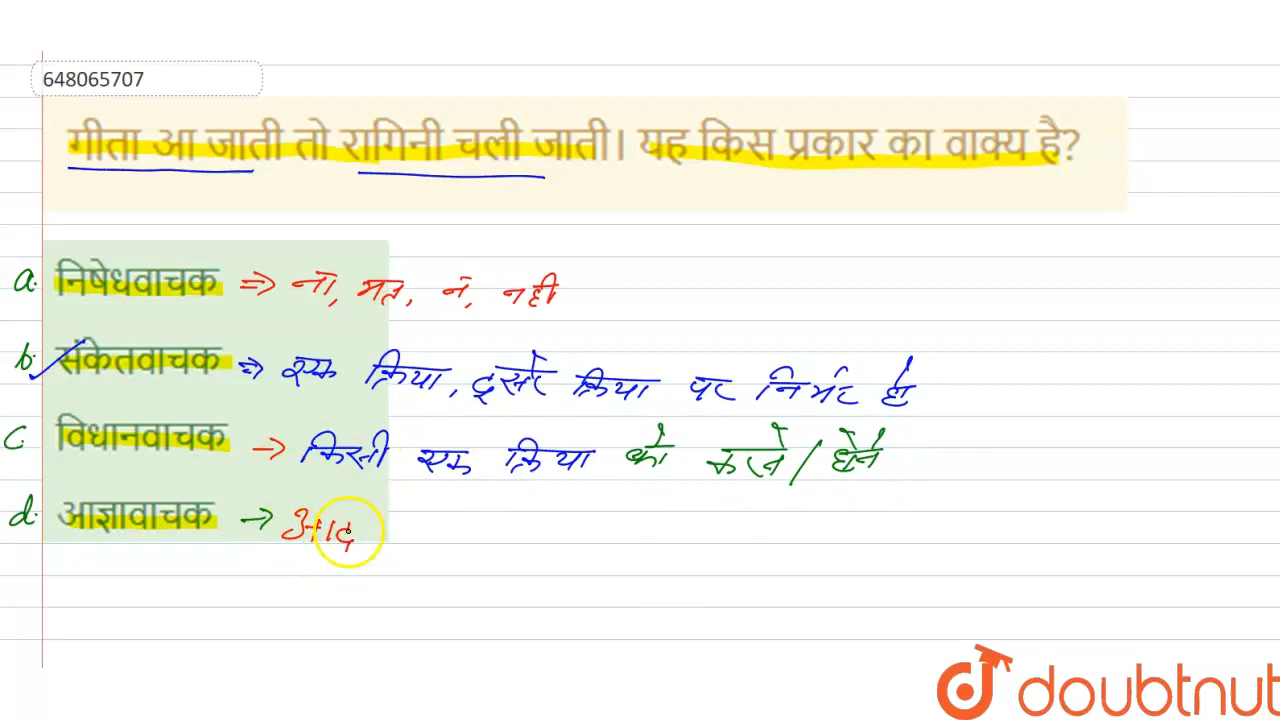 648065707
गीता आ जाती तो रागिनी चली जाती। यह किस प्रकार का वाक्य है?
a. निषेधवाचक ⇒ ना, मत, न, नही
b. संकेतवाचक ⇒ एक क्रिया, दूसरे क्रिया पर निर्भर हो
c. विधानवाचक → किसी एक क्रिया को करने / होने
d. आज्ञावाचक → आद
doubtnut